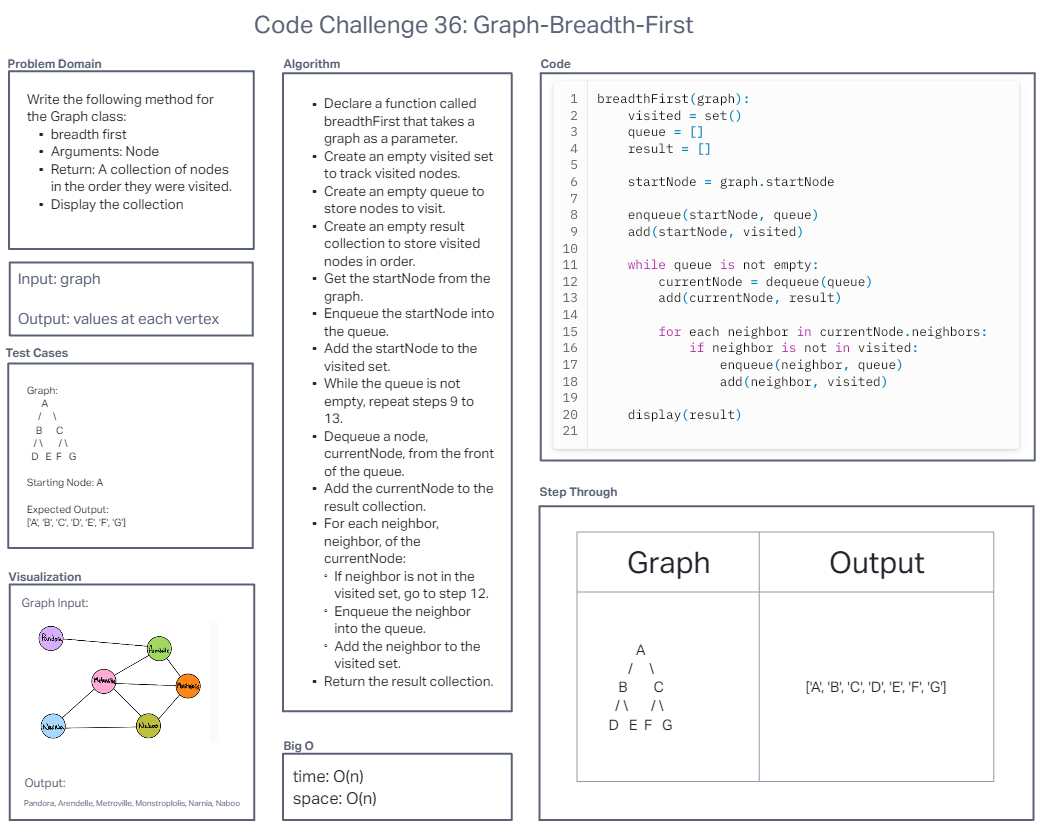 Code Challenge 36: Graph-Breadth-First
Problem Domain
Write the following method for
the Graph class:
• breadth first
• Arguments: Node
• Return: A collection of nodes
in the order they were visited.
• Display the collection
Input: graph
Output: values at each vertex
Test Cases
Graph:
A
/ \
B C
/ \ / \
D E F G
Starting Node: A
Expected Output:
['A', 'B', 'C', 'D', 'E', 'F', 'G']
Visualization
Graph Input:
Pandora
Arendelle
Metroville
Narnia
Naboo
Output:
Pandora, Arendelle, Metroville, Monstroplolis, Narnia, Naboo
Algorithm
• Declare a function called
breadthFirst that takes a
graph as a parameter.
• Create an empty visited set
to track visited nodes.
• Create an empty queue to
store nodes to visit.
• Create an empty result
collection to store visited
nodes in order.
• Get the startNode from the
graph.
• Enqueue the startNode into
the queue.
• Add the startNode to the
visited set.
• While the queue is not
empty, repeat steps 9 to
13.
• Dequeue a node,
currentNode, from the front
of the queue.
• Add the currentNode to the
result collection.
• For each neighbor,
neighbor, of the
currentNode:
◦ If neighbor is not in the
visited set, go to step 12.
◦ Enqueue the neighbor
into the queue.
◦ Add the neighbor to the
visited set.
• Return the result collection.
Big O
time: O(n)
space: O(n)
Code
1 breadthFirst(graph):
2 visited = set()
3 queue = []
4 result = []
5
6 startNode = graph.startNode
7
8 enqueue(startNode, queue)
9 add(startNode, visited)
10
11 while queue is not empty:
12 currentNode = dequeue(queue)
13 add(currentNode, result)
14
15 for each neighbor in currentNode.neighbors:
16 if neighbor is not in visited:
17 enqueue(neighbor, queue)
18 add(neighbor, visited)
19
20 display(result)
21
Step Through
Graph Output
A
/ \
B C
/ \ / \
D E F G
['A', 'B', 'C', 'D', 'E', 'F', 'G']